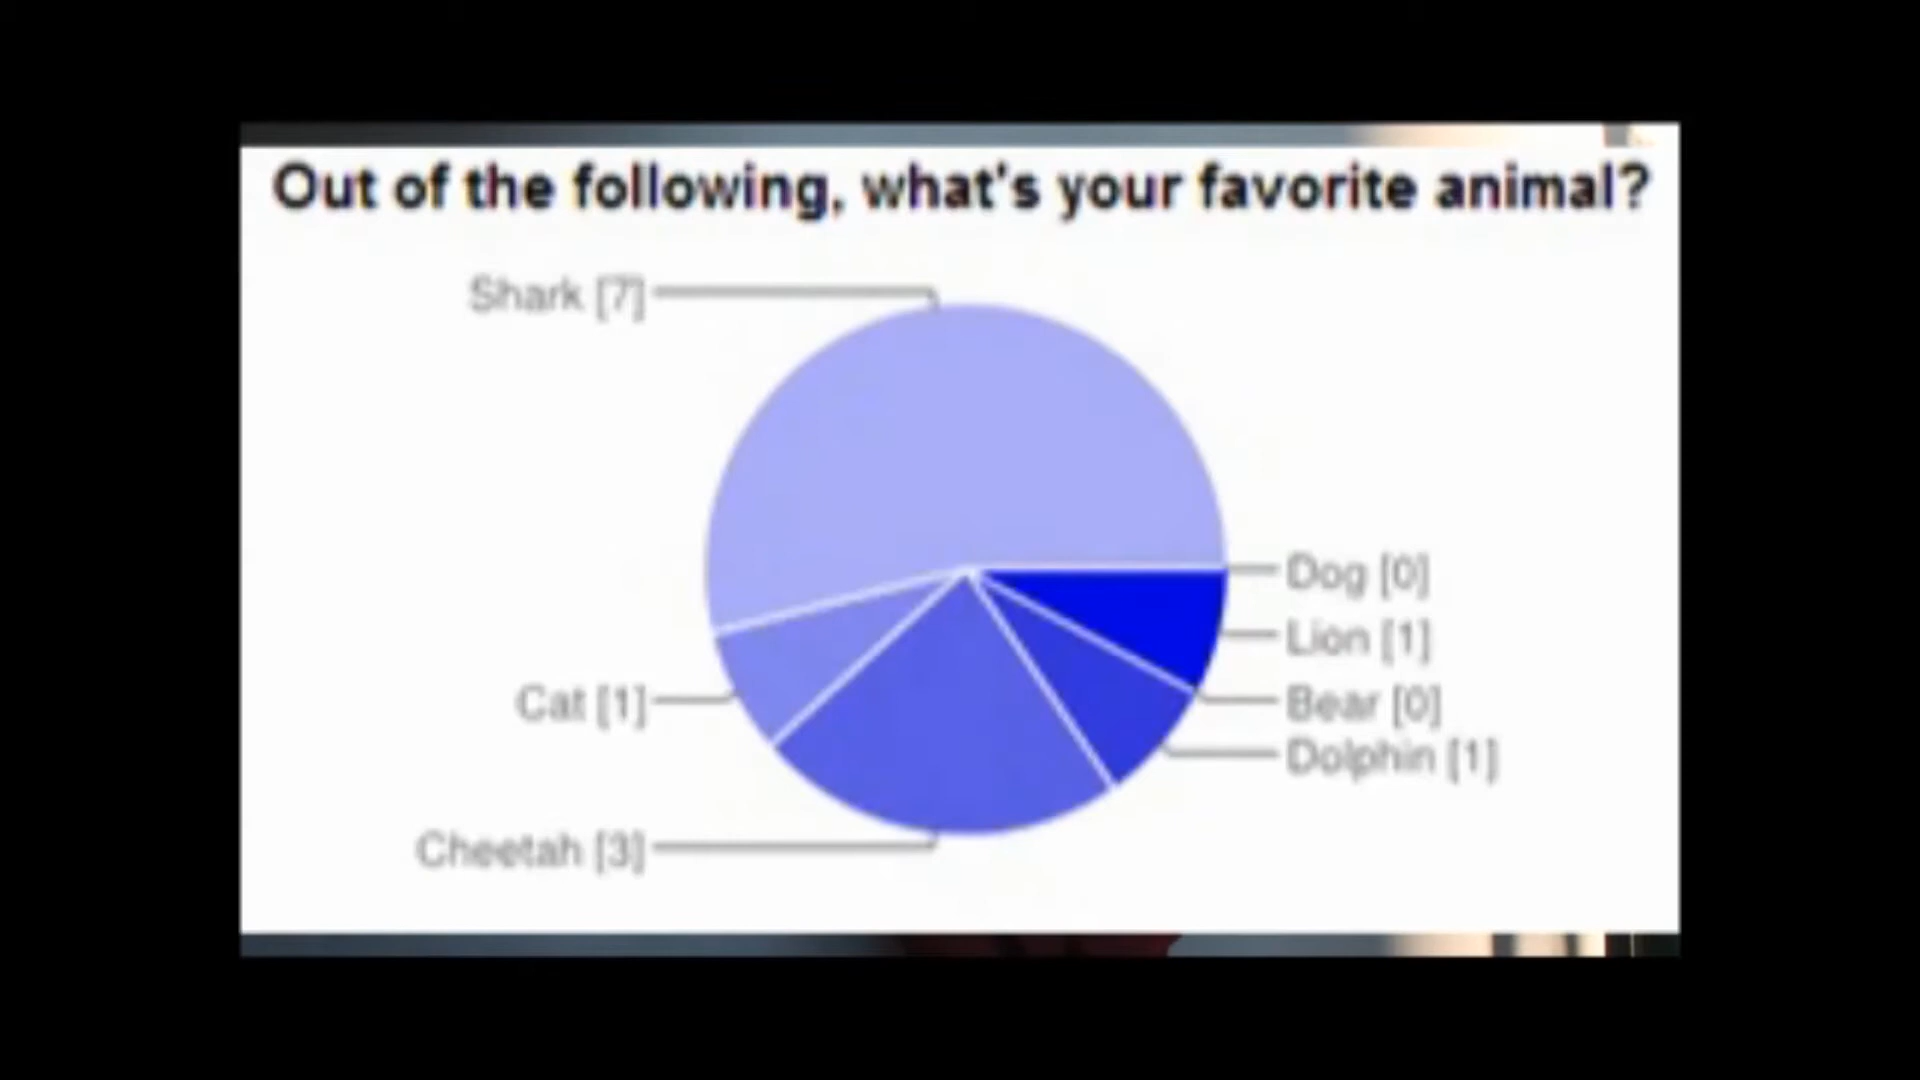 Out of the following, what's your favorite animal?
Shark [7]
Dog [0]
Lion [1]
Cat [1]
Bear [0]
Dolphin [1]
Cheetah [3]